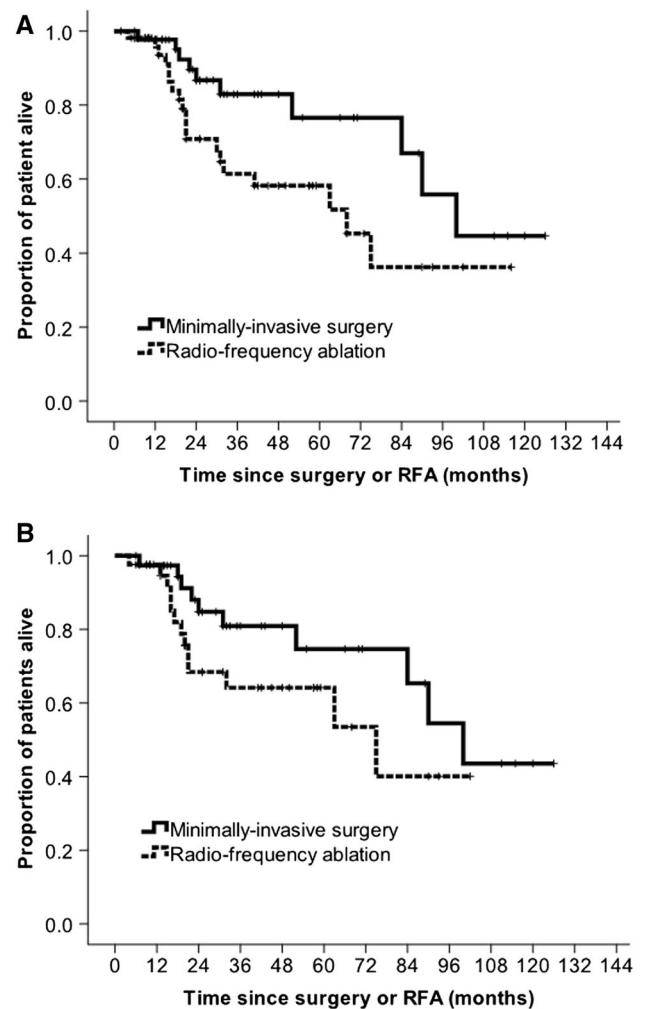 A
1.0
0.8
0.6
0.4
0.2
0.0
Proportion of patient alive
Minimally-invasive surgery
Radio-frequency ablation
0 12 24 36 48 60 72 84 96 108 120 132 144
Time since surgery or RFA (months)
B
1.0
0.8
0.6
0.4
0.2
0.0
Proportion of patients alive
Minimally-invasive surgery
Radio-frequency ablation
0 12 24 36 48 60 72 84 96 108 120 132 144
Time since surgery or RFA (months)